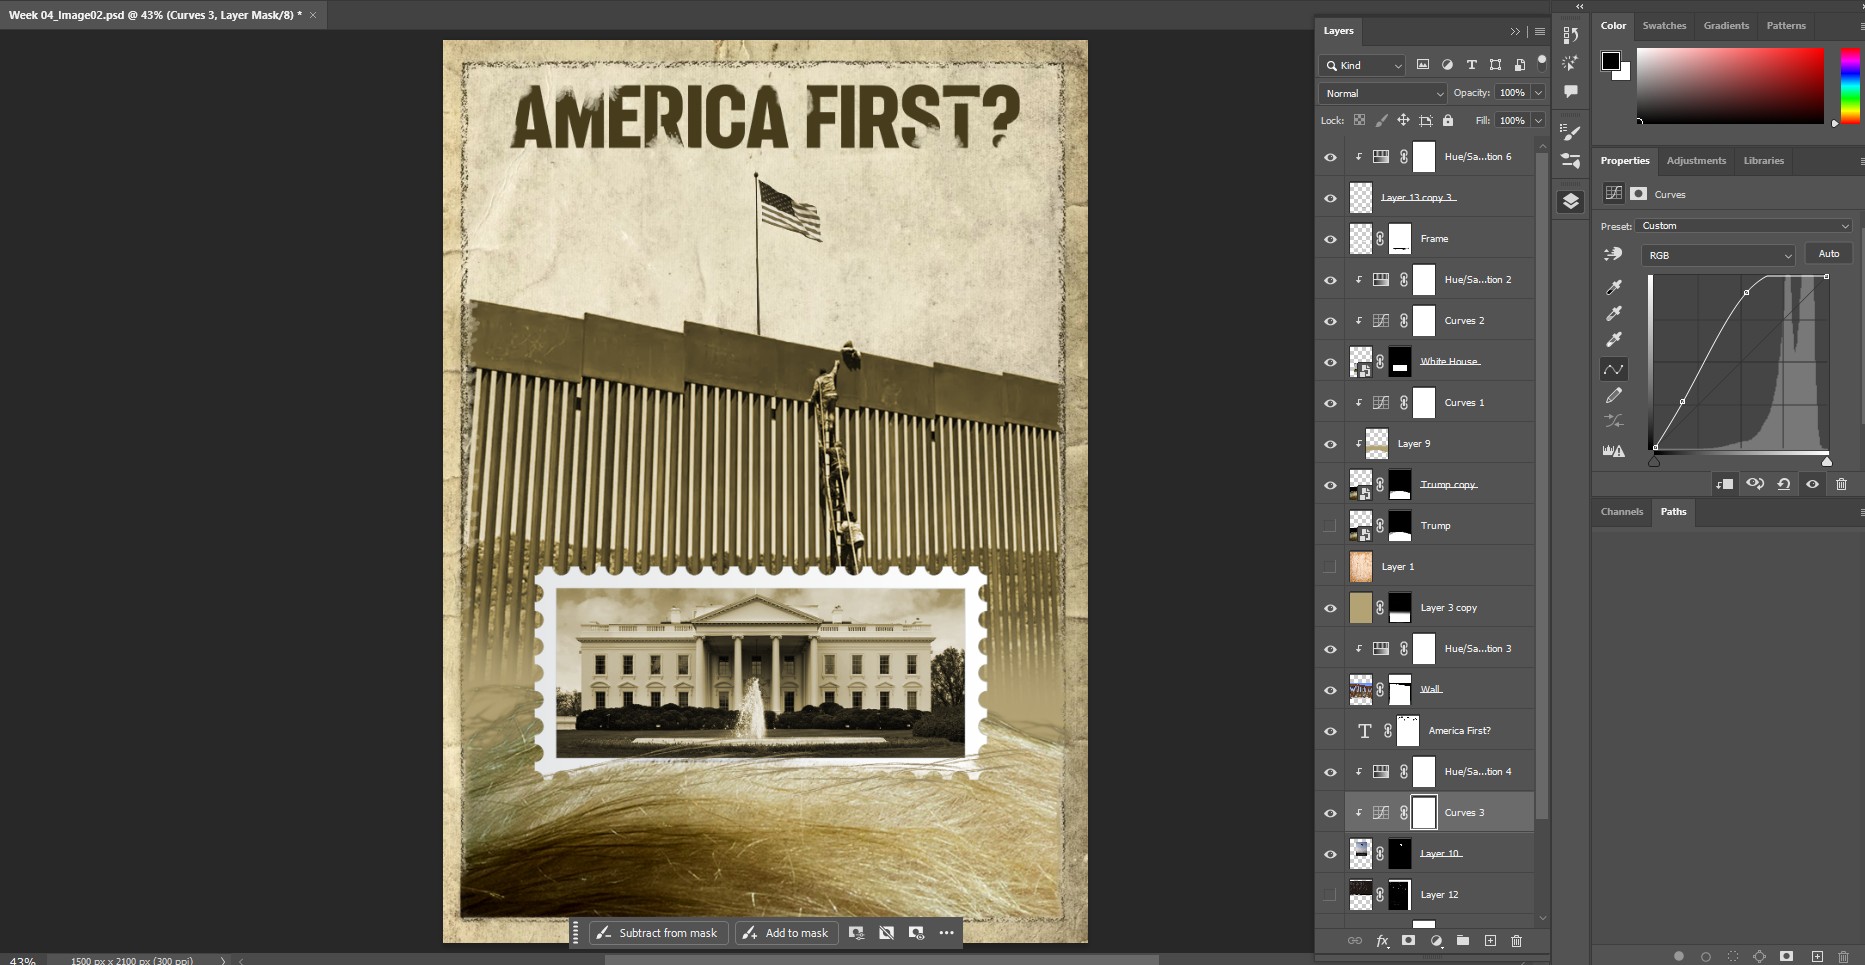 Week 04_Image02.psd @ 43% (Curves 3, Layer Mask/8) *
AMERICA FIRST?
Subtract from mask
Add to mask
43%
1500 px x 2100 px (300 ppi)
Layers
Kind
Normal
Opacity: 100%
Lock:
Fill: 100%
Hue/Sa...tion 6
Layer 13 copy 3
Frame
Hue/Sa...tion 2
Curves 2
White House
Curves 1
Layer 9
Trump copy
Trump
Layer 1
Layer 3 copy
Hue/Sa...tion 3
Wall
America First?
Hue/Sa...tion 4
Curves 3
Layer 10
Layer 12
fx
Color
Swatches
Gradients
Patterns
Properties
Adjustments
Libraries
Curves
Preset: Custom
RGB
Auto
Channels
Paths